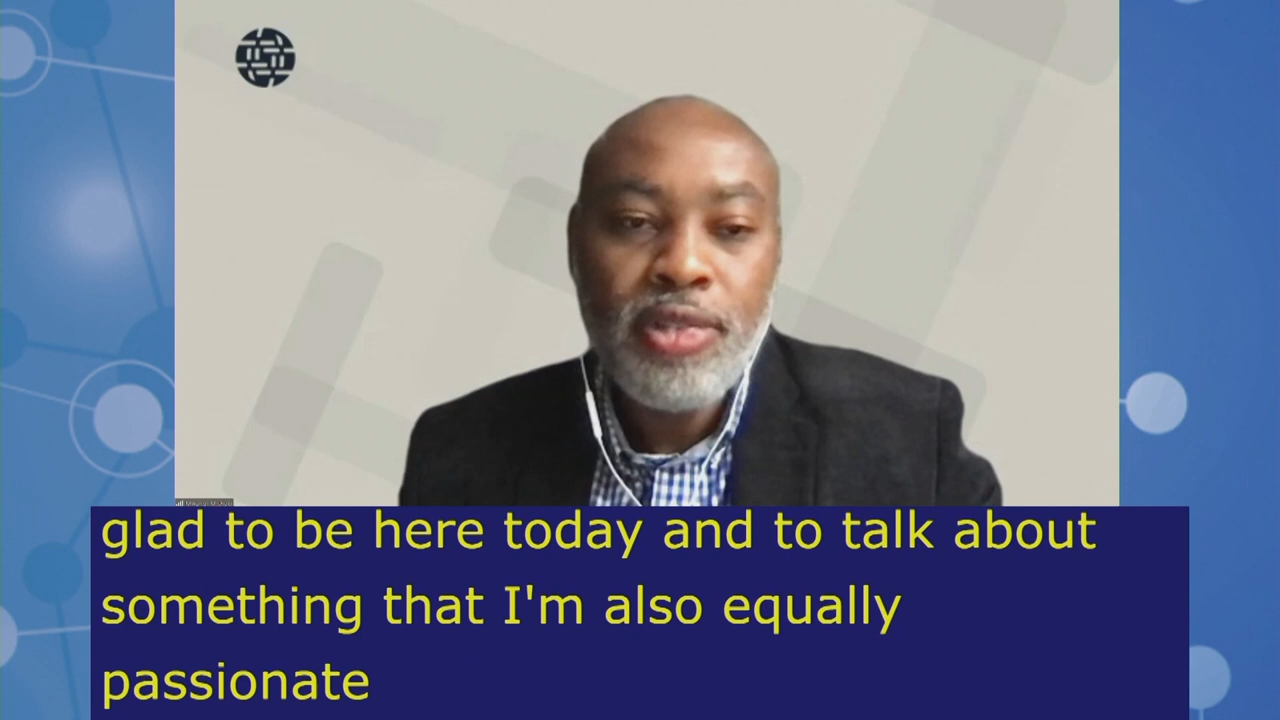 glad to be here today and to talk about
something that I'm also equally
passionate